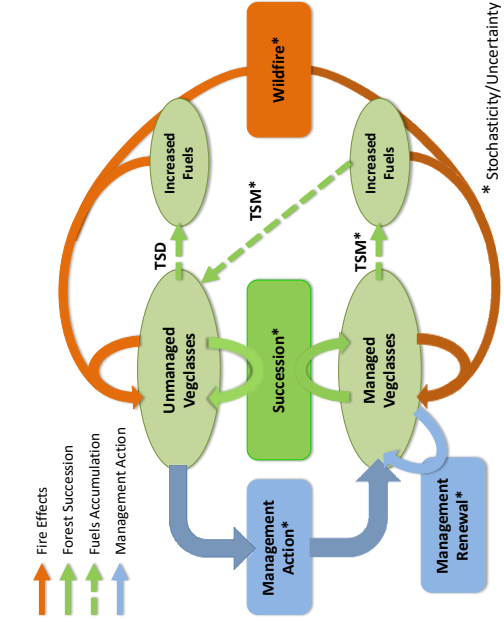 Fire Effects
Forest Succession
Fuels Accumulation
Management Action
Unmanaged
Vegclasses
TSD
Increased
Fuels
Wildfire*
Management
Action*
Succession*
TSM*
Management
Renewal*
Managed
Vegclasses
TSM*
Increased
Fuels
* Stochasticity/Uncertainty